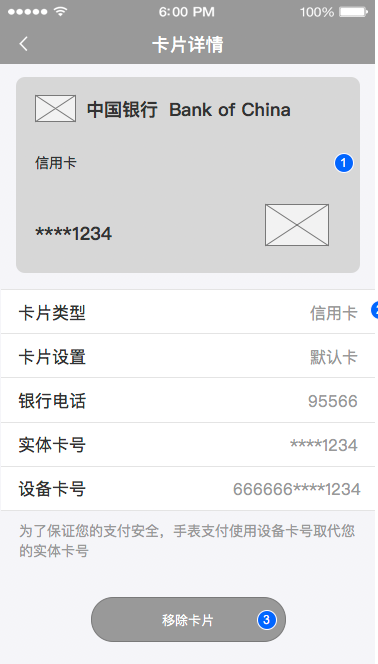 6:00 PM
100%
卡片详情
中国银行 Bank of China
信用卡
1
****1234
卡片类型 信用卡
卡片设置 默认卡
银行电话 95566
实体卡号 ****1234
设备卡号 666666****1234
为了保证您的支付安全，手表支付使用设备卡号取代您
的实体卡号
移除卡片 3